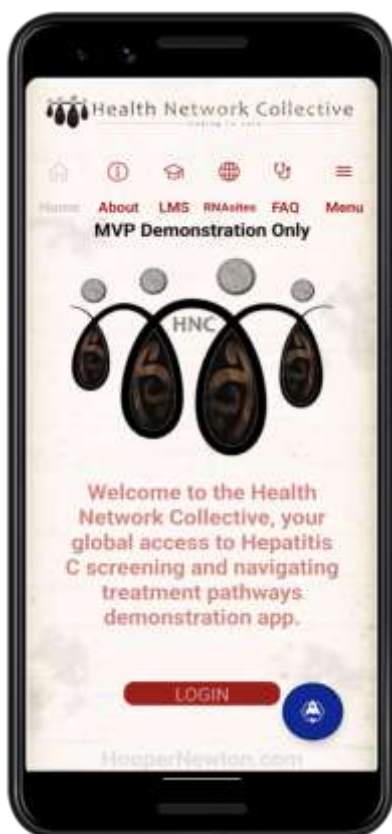 Health Network Collective
Home
About
LMS
RNAsites
FAQ
Menu
MVP Demonstration Only
HNC
Welcome to the Health
Network Collective, your
global access to Hepatitis
C screening and navigating
treatment pathways
demonstration app.
LOGIN
HooperNewton.com